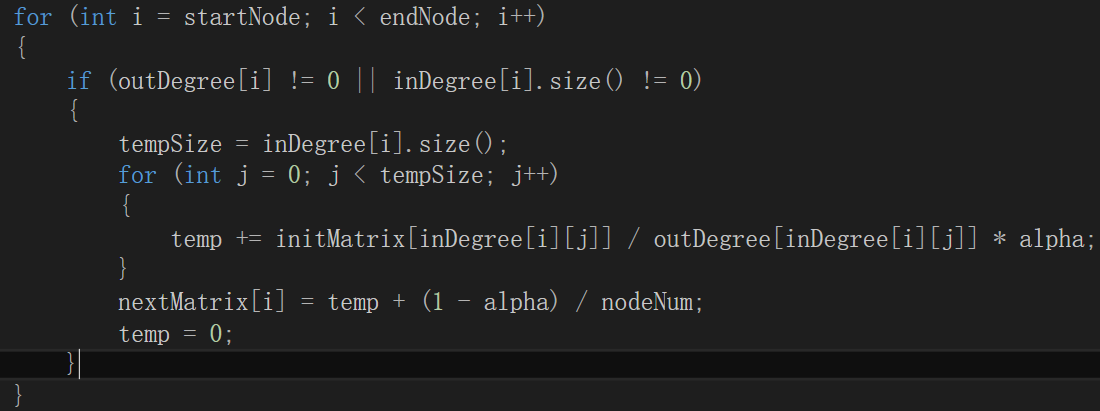 for (int i = startNode; i < endNode; i++)
{
    if (outDegree[i] != 0 || inDegree[i].size() != 0)
    {
        tempSize = inDegree[i].size();
        for (int j = 0; j < tempSize; j++)
        {
            temp += initMatrix[inDegree[i][j]] / outDegree[inDegree[i][j]] * alpha;
        }
        nextMatrix[i] = temp + (1 - alpha) / nodeNum;
        temp = 0;
    }
}